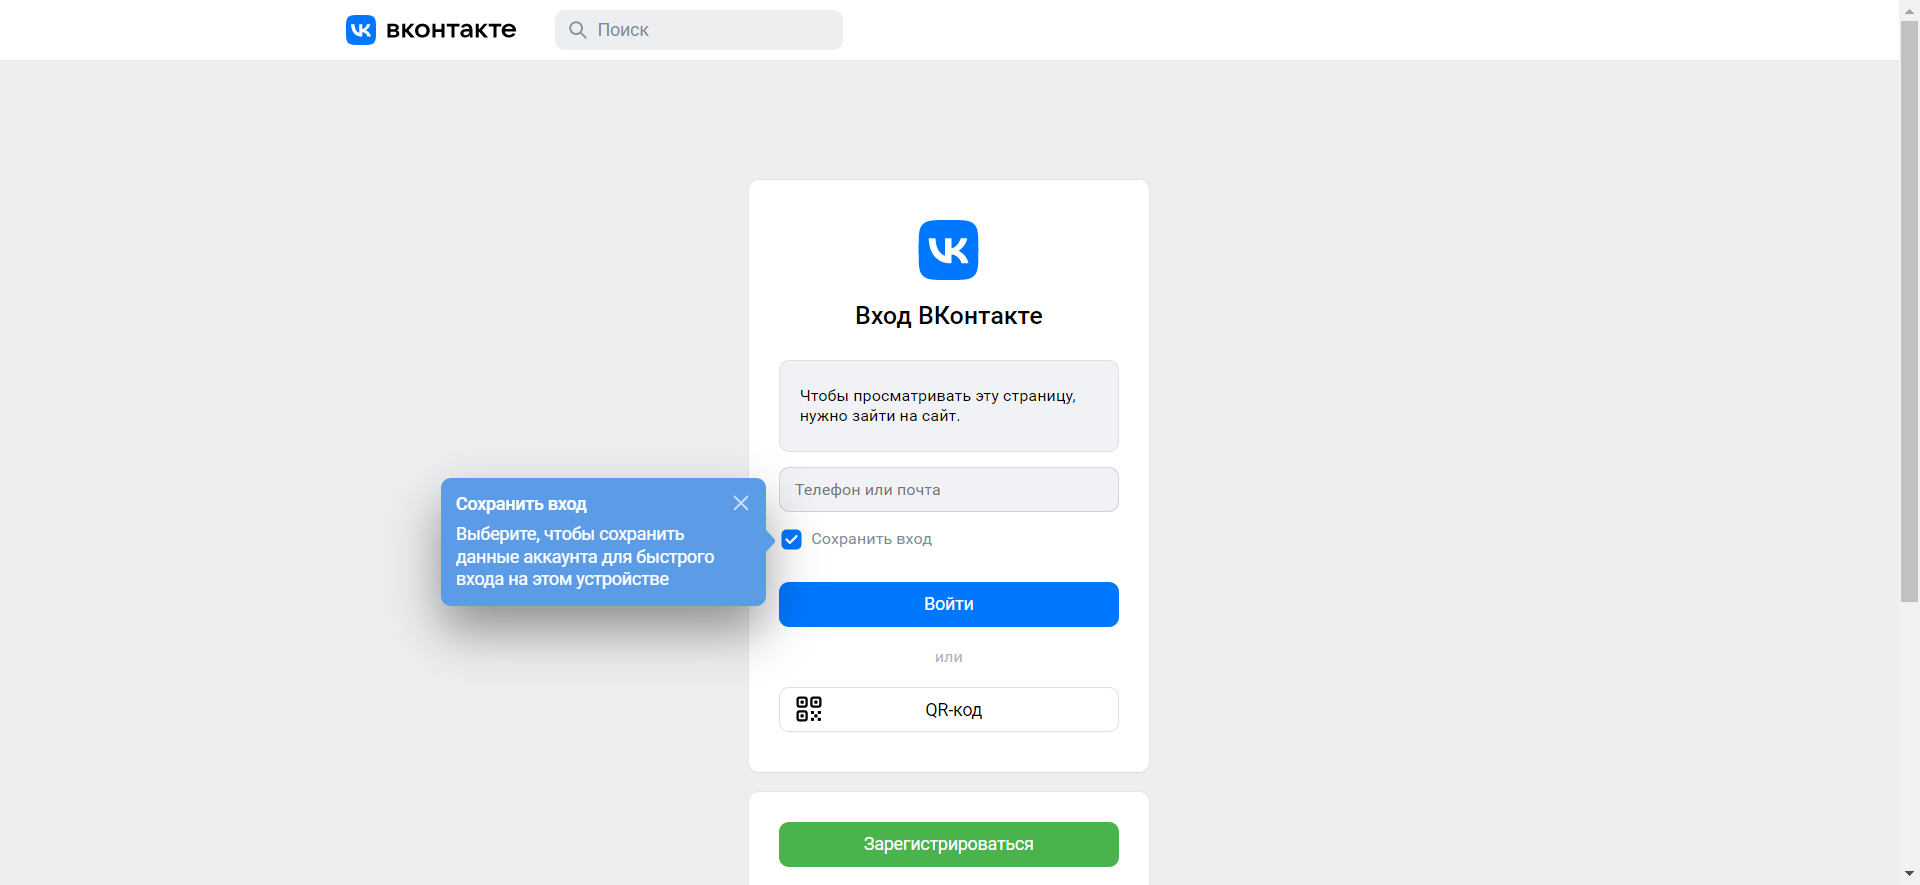 вконтакте
Поиск
Вход ВКонтакте
Чтобы просматривать эту страницу,
нужно зайти на сайт.
Телефон или почта
Сохранить вход
Выберите, чтобы сохранить
данные аккаунта для быстрого
входа на этом устройстве
Сохранить вход
Войти
или
QR-код
Зарегистрироваться